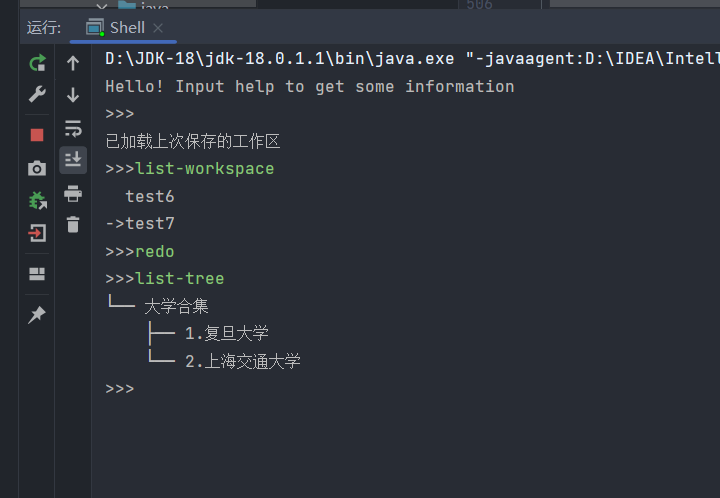 java
506
运行:
Shell
D:\JDK-18\jdk-18.0.1.1\bin\java.exe "-javaagent:D:\IDEA\Intell
Hello! Input help to get some information
>>>
已加载上次保存的工作区
>>>list-workspace
test6
->test7
>>>redo
>>>list-tree
└── 大学合集
├── 1.复旦大学
└── 2.上海交通大学
>>>